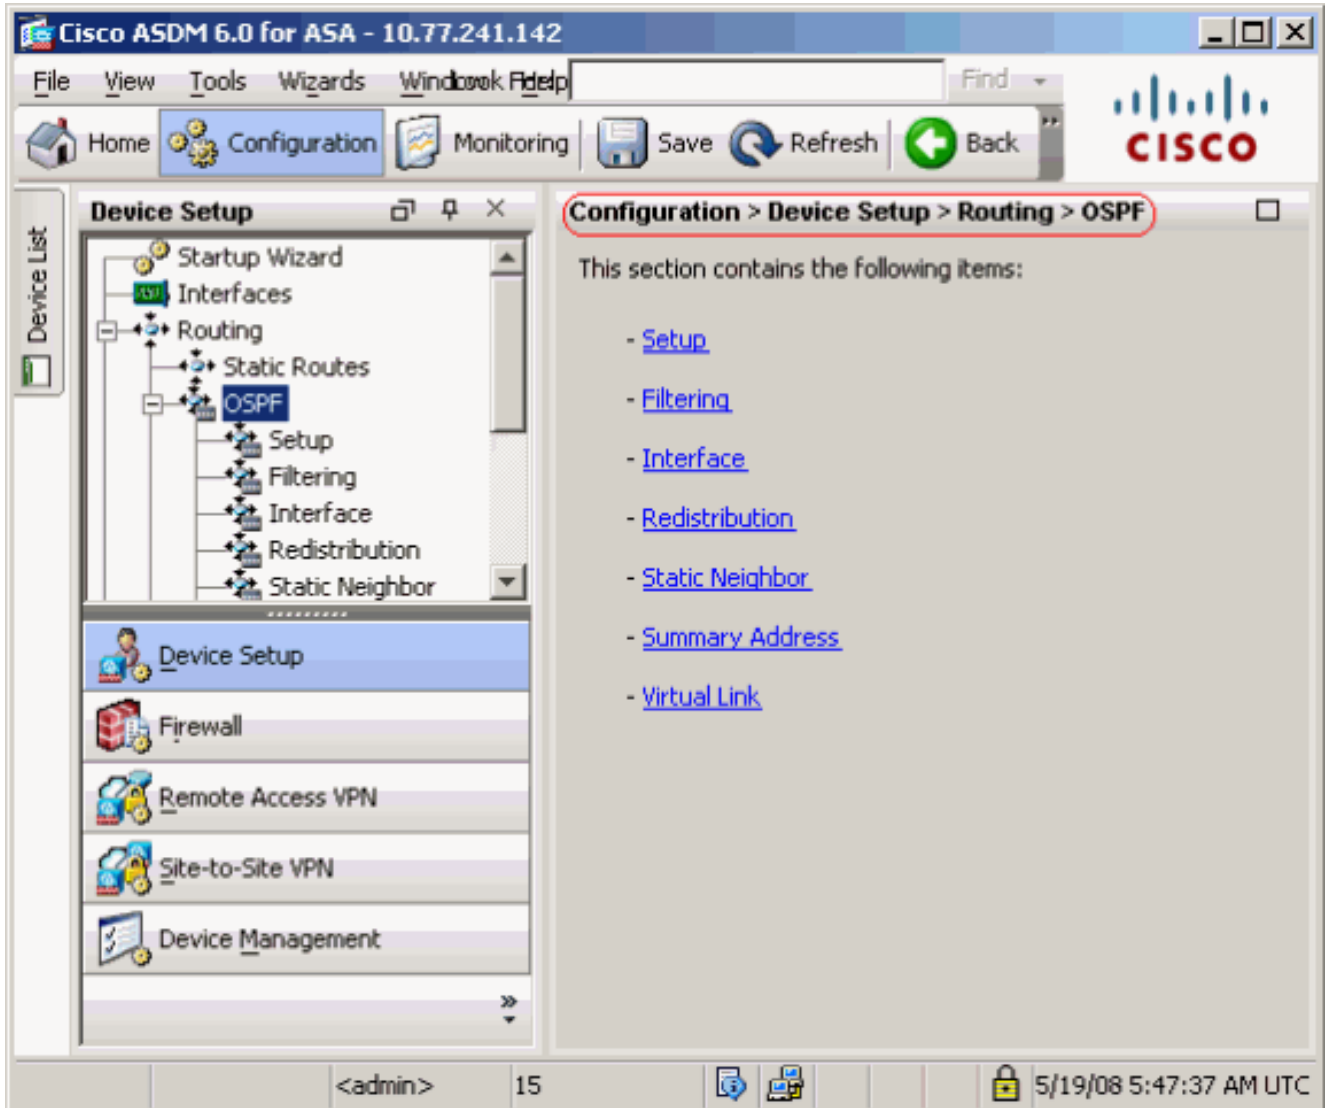 Cisco ASDM 6.0 for ASA - 10.77.241.142
File View Tools Wizards Find
Home Configuration Monitoring Save Refresh Back
CISCO
Device List
Device Setup
Startup Wizard
Interfaces
Routing
Static Routes
OSPF
Setup
Filtering
Interface
Redistribution
Static Neighbor
Device Setup
Firewall
Remote Access VPN
Site-to-Site VPN
Device Management
Configuration > Device Setup > Routing > OSPF
This section contains the following items:
- Setup
- Filtering
- Interface
- Redistribution
- Static Neighbor
- Summary Address
- Virtual Link
<admin> 15 5/19/08 5:47:37 AM UTC